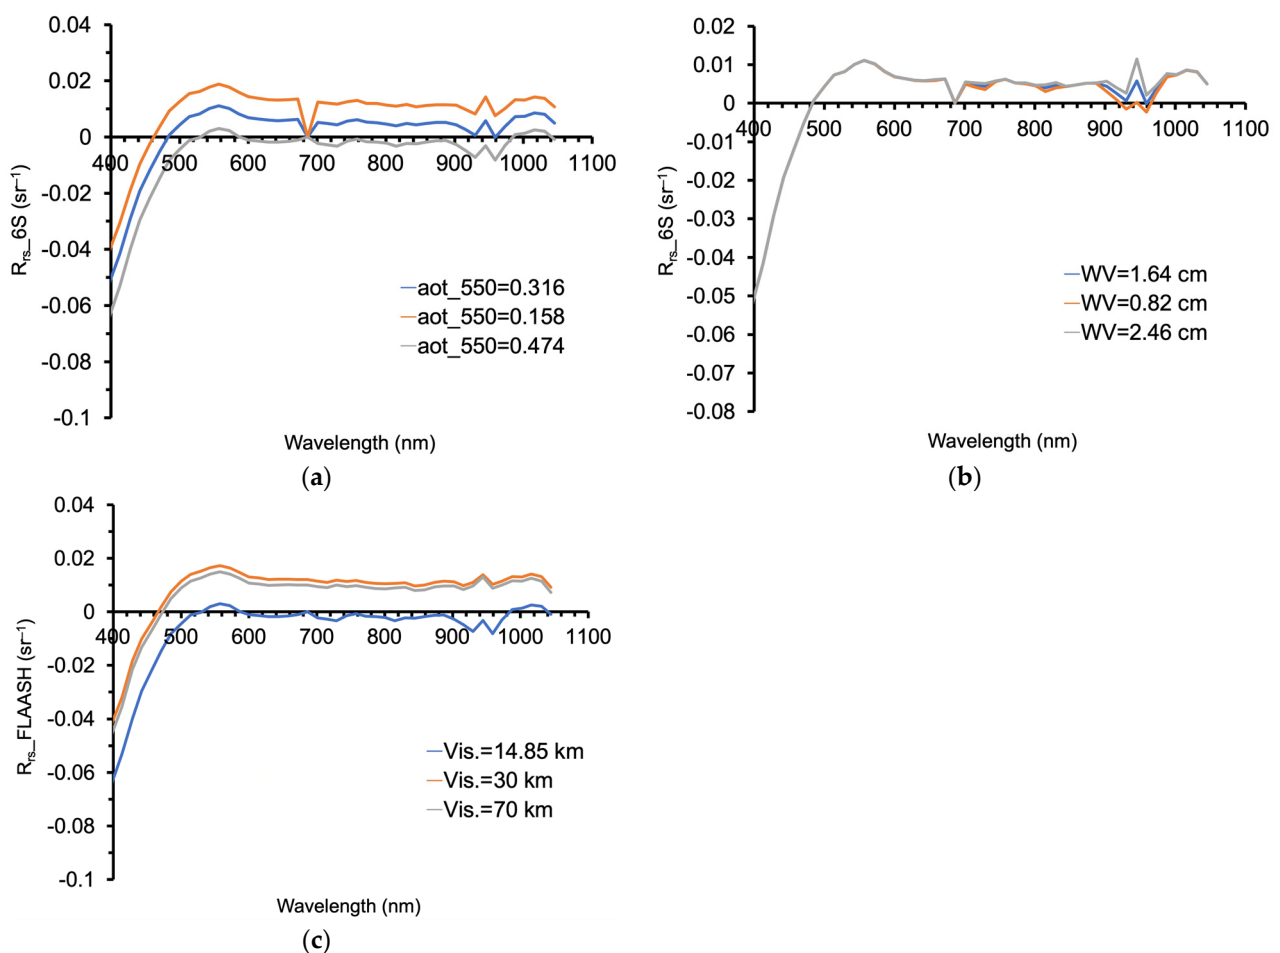 0.04
0.02
0
-0.02
-0.04
-0.06
-0.08
-0.1
400 500 600 700 800 900 1000 1100
Rrs_6S (sr⁻¹)
aot_550=0.316
aot_550=0.158
aot_550=0.474
Wavelength (nm)
(a)
0.02
0.01
0
-0.01
-0.02
-0.03
-0.04
-0.05
-0.06
-0.07
-0.08
400 500 600 700 800 900 1000 1100
Rrs_6S (sr⁻¹)
WV=1.64 cm
WV=0.82 cm
WV=2.46 cm
Wavelength (nm)
(b)
0.04
0.02
0
-0.02
-0.04
-0.06
-0.08
-0.1
400 500 600 700 800 900 1000 1100
Rrs_FLAASH (sr⁻¹)
Vis.=14.85 km
Vis.=30 km
Vis.=70 km
Wavelength (nm)
(c)